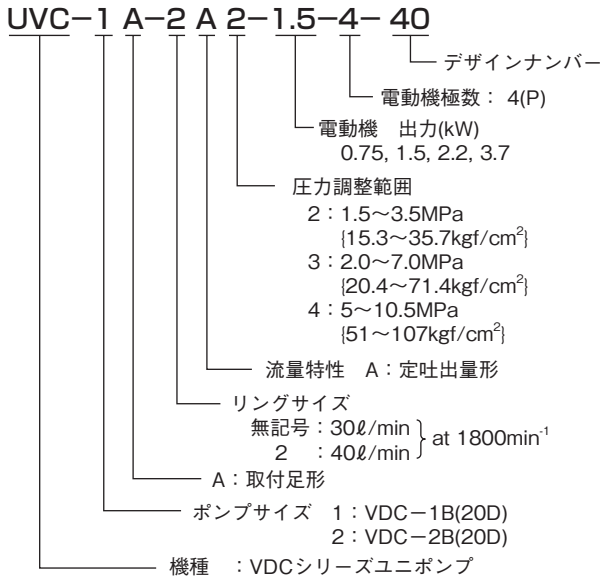 UVC-1 A-2 A 2-1.5-4- 40
デザインナンバー
電動機極数： 4(P)
電動機　出力(kW)
0.75, 1.5, 2.2, 3.7
圧力調整範囲
2：1.5～3.5MPa
{15.3～35.7kgf/cm²}
3：2.0～7.0MPa
{20.4～71.4kgf/cm²}
4：5～10.5MPa
{51～107kgf/cm²}
流量特性　A：定吐出量形
リングサイズ
無記号：30ℓ/min
2　：40ℓ/min } at 1800min⁻¹
A：取付足形
ポンプサイズ　1：VDC－1B(20D)
2：VDC－2B(20D)
機種　：VDCシリーズユニポンプ